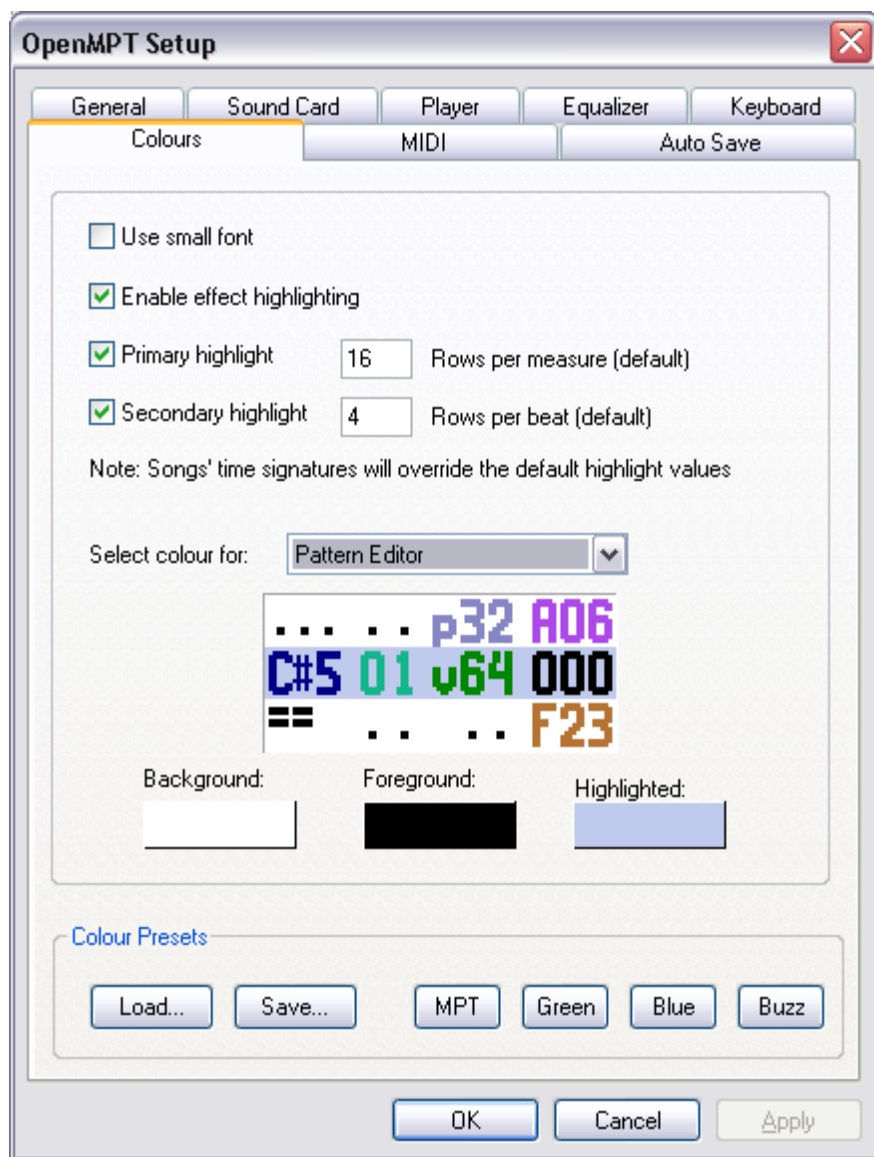 OpenMPT Setup
General Sound Card Player Equalizer Keyboard
Colours MIDI Auto Save
Use small font
Enable effect highlighting
Primary highlight 16 Rows per measure (default)
Secondary highlight 4 Rows per beat (default)
Note: Songs' time signatures will override the default highlight values
Select colour for: Pattern Editor
... .. p32 A06
C#5 01 v64 000
== .. .. F23
Background: Foreground: Highlighted:
Colour Presets
Load... Save... MPT Green Blue Buzz
OK Cancel Apply